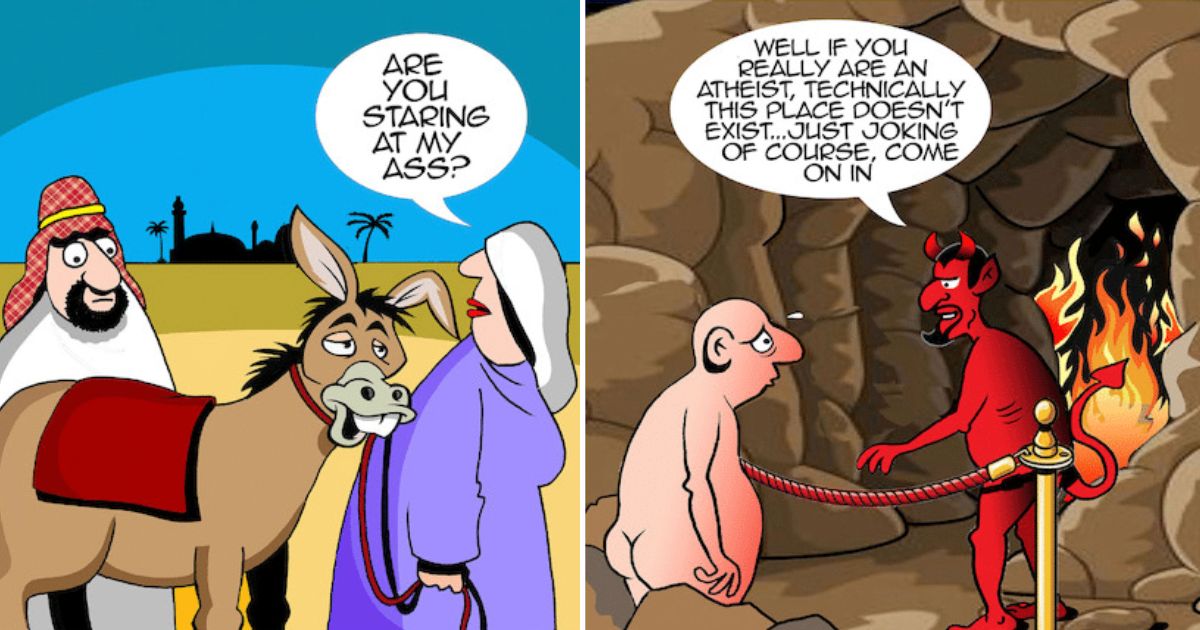 ARE
YOU
STARING
AT MY
ASS?
WELL IF YOU
REALLY ARE AN
ATHEIST, TECHNICALLY
THIS PLACE DOESN'T
EXIST...JUST JOKING
OF COURSE, COME
ON IN